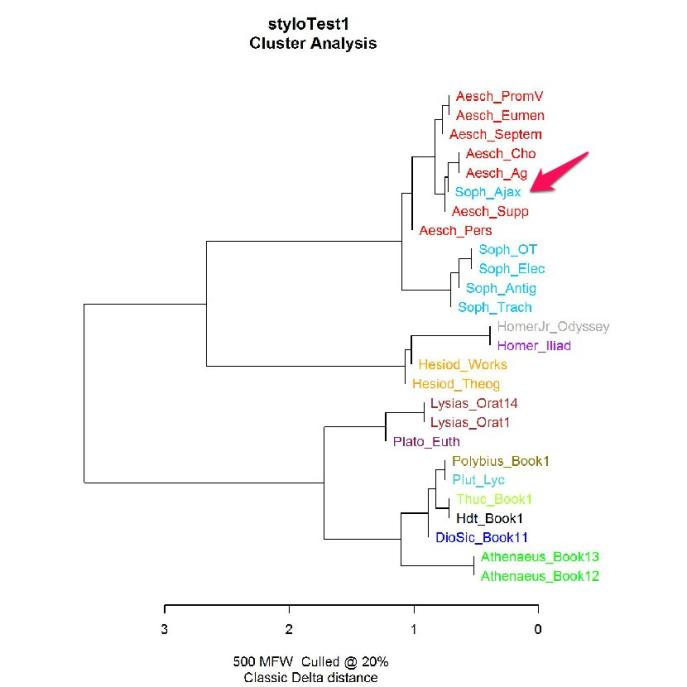 styloTest1
Cluster Analysis
Aesch_PromV
Aesch_Eumen
Aesch_Septem
Aesch_Cho
Aesch_Ag
Soph_Ajax
Aesch_Supp
Aesch_Pers
Soph_OT
Soph_Elec
Soph_Antig
Soph_Trach
HomerJr_Odyssey
Homer_Iliad
Hesiod_Works
Hesiod_Theog
Lysias_Orat14
Lysias_Orat1
Plato_Euth
Polybius_Book1
Plut_Lyc
Thuc_Book1
Hdt_Book1
DioSic_Book11
Athenaeus_Book13
Athenaeus_Book12
3 2 1 0
500 MFW Culled @ 20%
Classic Delta distance